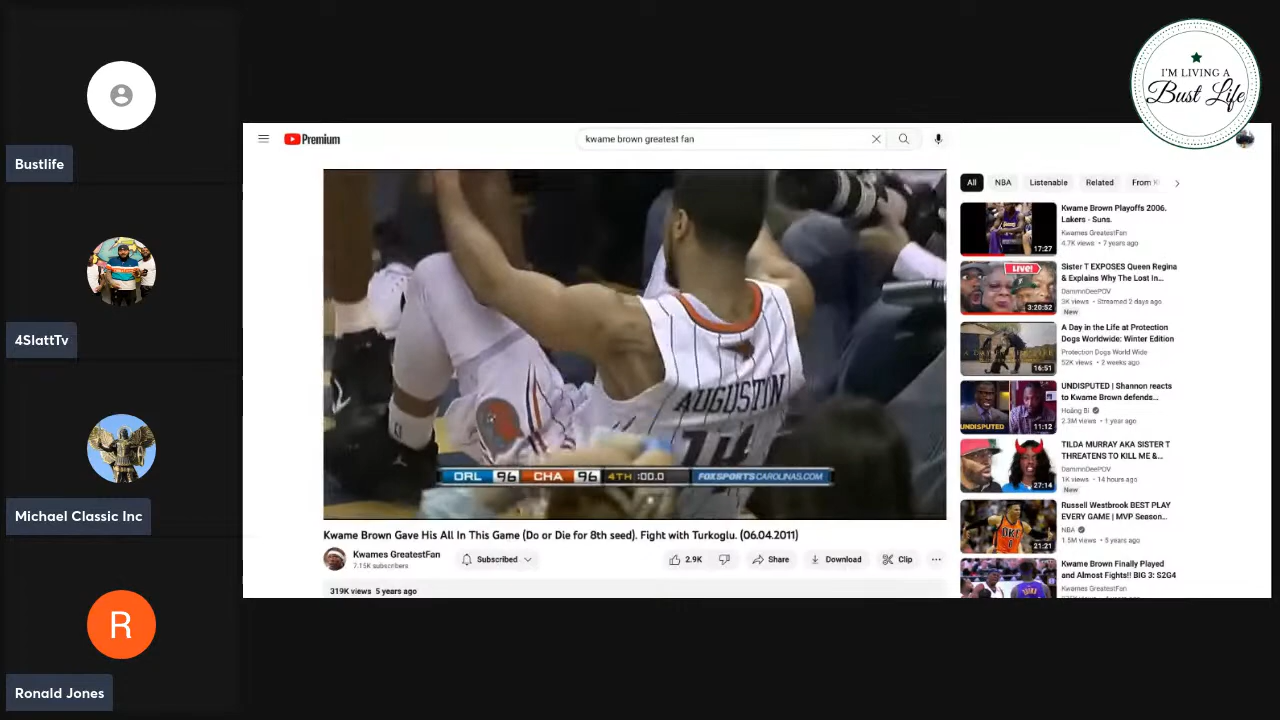 I'M LIVING A
Bust Life
Bustlife
4SlattTv
Michael Classic Inc
R
Ronald Jones
Premium
kwame brown greatest fan
AUGUSTIN
ORL 96 CHA 96 4TH :00.0 FOXSPORTSCAROLINAS.COM
Kwame Brown Gave His All In This Game (Do or Die for 8th seed). Fight with Turkoglu. (06.04.2011)
Kwames GreatestFan
7.15K subscribers
Subscribed
2.9K
Share
Download
Clip
319K views 5 years ago
All
NBA
Listenable
Related
From
Kwame Brown Playoffs 2006.
Lakers - Suns.
Kwames GreatestFan
4.7K views • 7 years ago
17:27
LIVE!
Sister T EXPOSES Queen Regina
& Explains Why The Lost In...
DammnDeePOV
3K views • Streamed 2 days ago
New
3:20:52
A Day in the Life at Protection
Dogs Worldwide: Winter Edition
Protection Dogs World Wide
52K views • 2 weeks ago
16:51
UNDISPUTED | Shannon reacts
to Kwame Brown defends...
Hoàng Bi
2.3M views • 1 year ago
UNDISPUTED
11:12
TILDA MURRAY AKA SISTER T
THREATENS TO KILL ME &...
DammnDeePOV
1K views • 14 hours ago
New
27:14
Russell Westbrook BEST PLAY
EVERY GAME | MVP Season...
NBA
1.5M views • 5 years ago
21:21
Kwame Brown Finally Played
and Almost Fights!! BIG 3: S2G4
Kwames GreatestFan